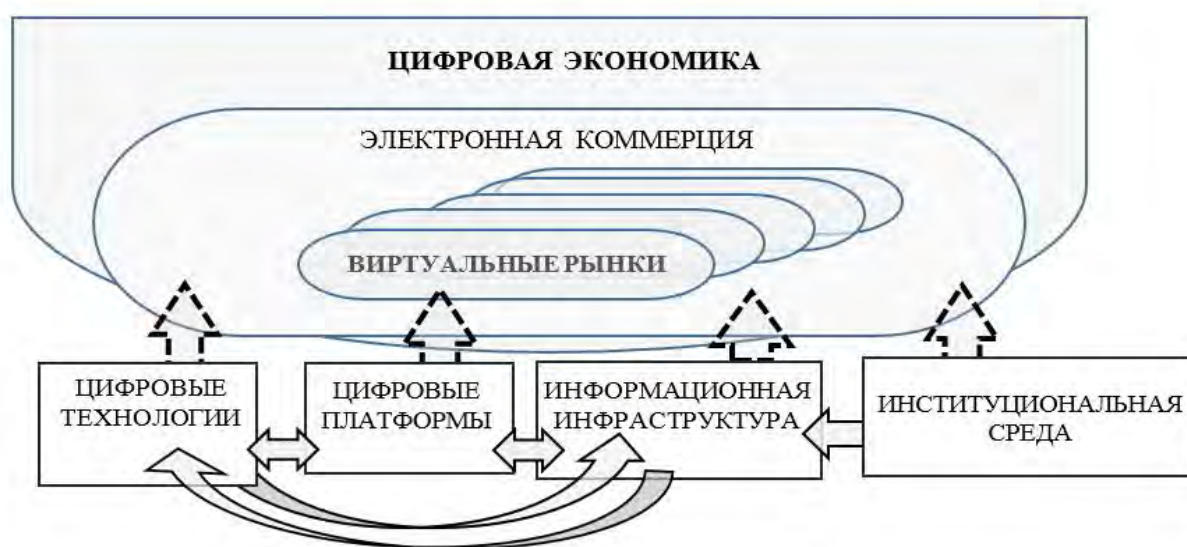 ЦИФРОВАЯ ЭКОНОМИКА
ЭЛЕКТРОННАЯ КОММЕРЦИЯ
ВИРТУАЛЬНЫЕ РЫНКИ
ЦИФРОВЫЕ
ТЕХНОЛОГИИ
ЦИФРОВЫЕ
ПЛАТФОРМЫ
ИНФОРМАЦИОННАЯ
ИНФРАСТРУКТУРА
ИНСТИТУЦИОНАЛЬНАЯ
СРЕДА